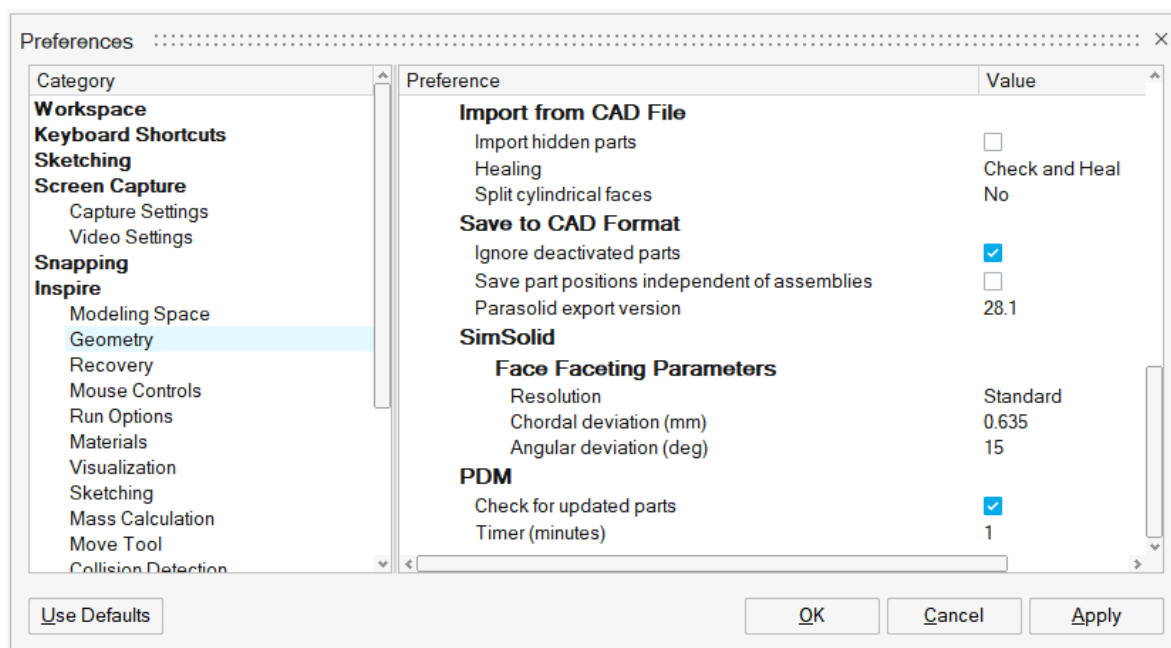 Preferences
Category
Workspace
Keyboard Shortcuts
Sketching
Screen Capture
Capture Settings
Video Settings
Snapping
Inspire
Modeling Space
Geometry
Recovery
Mouse Controls
Run Options
Materials
Visualization
Sketching
Mass Calculation
Move Tool
Collision Detection
Preference Value
Import from CAD File
Import hidden parts
Healing Check and Heal
Split cylindrical faces No
Save to CAD Format
Ignore deactivated parts
Save part positions independent of assemblies
Parasolid export version 28.1
SimSolid
Face Faceting Parameters
Resolution Standard
Chordal deviation (mm) 0.635
Angular deviation (deg) 15
PDM
Check for updated parts
Timer (minutes) 1
Use Defaults OK Cancel Apply